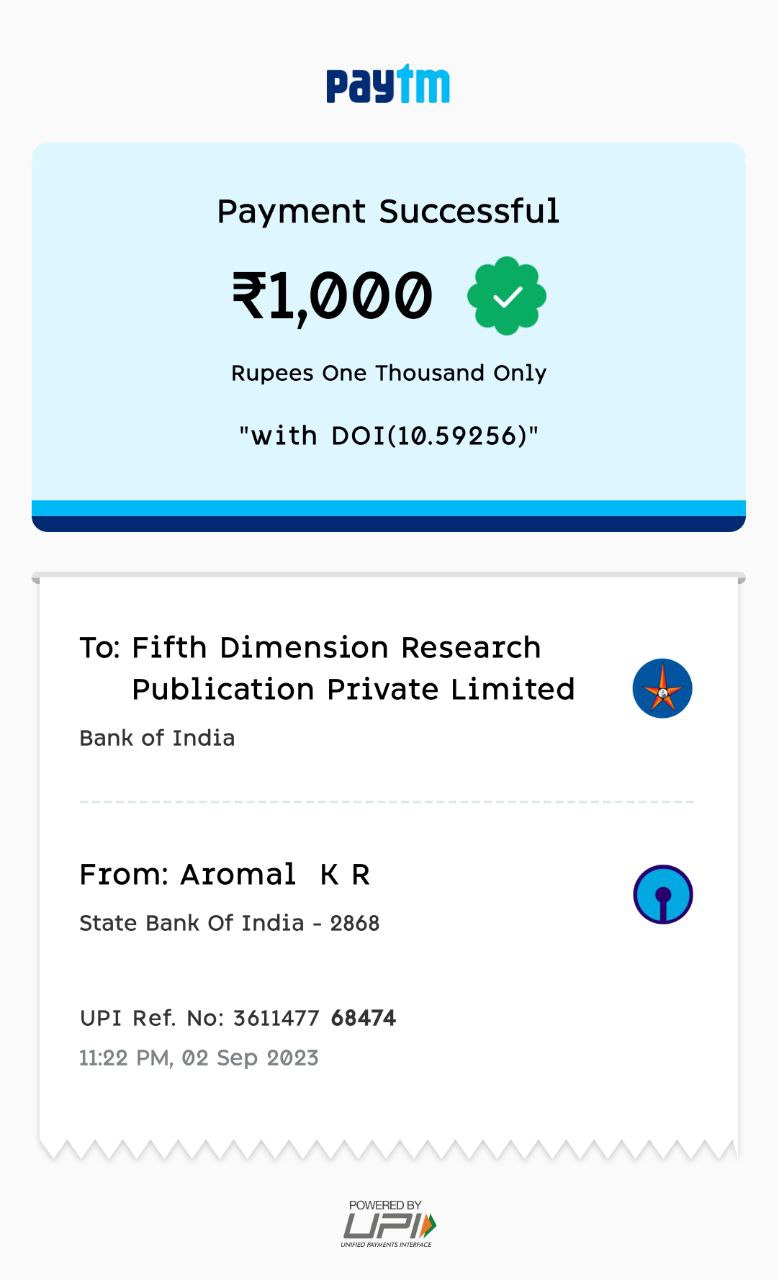 paytm
Payment Successful
₹1,000
Rupees One Thousand Only
"with DOI(10.59256)"
To: Fifth Dimension Research
Publication Private Limited
Bank of India
From: Aromal K R
State Bank Of India - 2868
UPI Ref. No: 3611477 68474
11:22 PM, 02 Sep 2023
POWERED BY
UPI
UNIFIED PAYMENTS INTERFACE